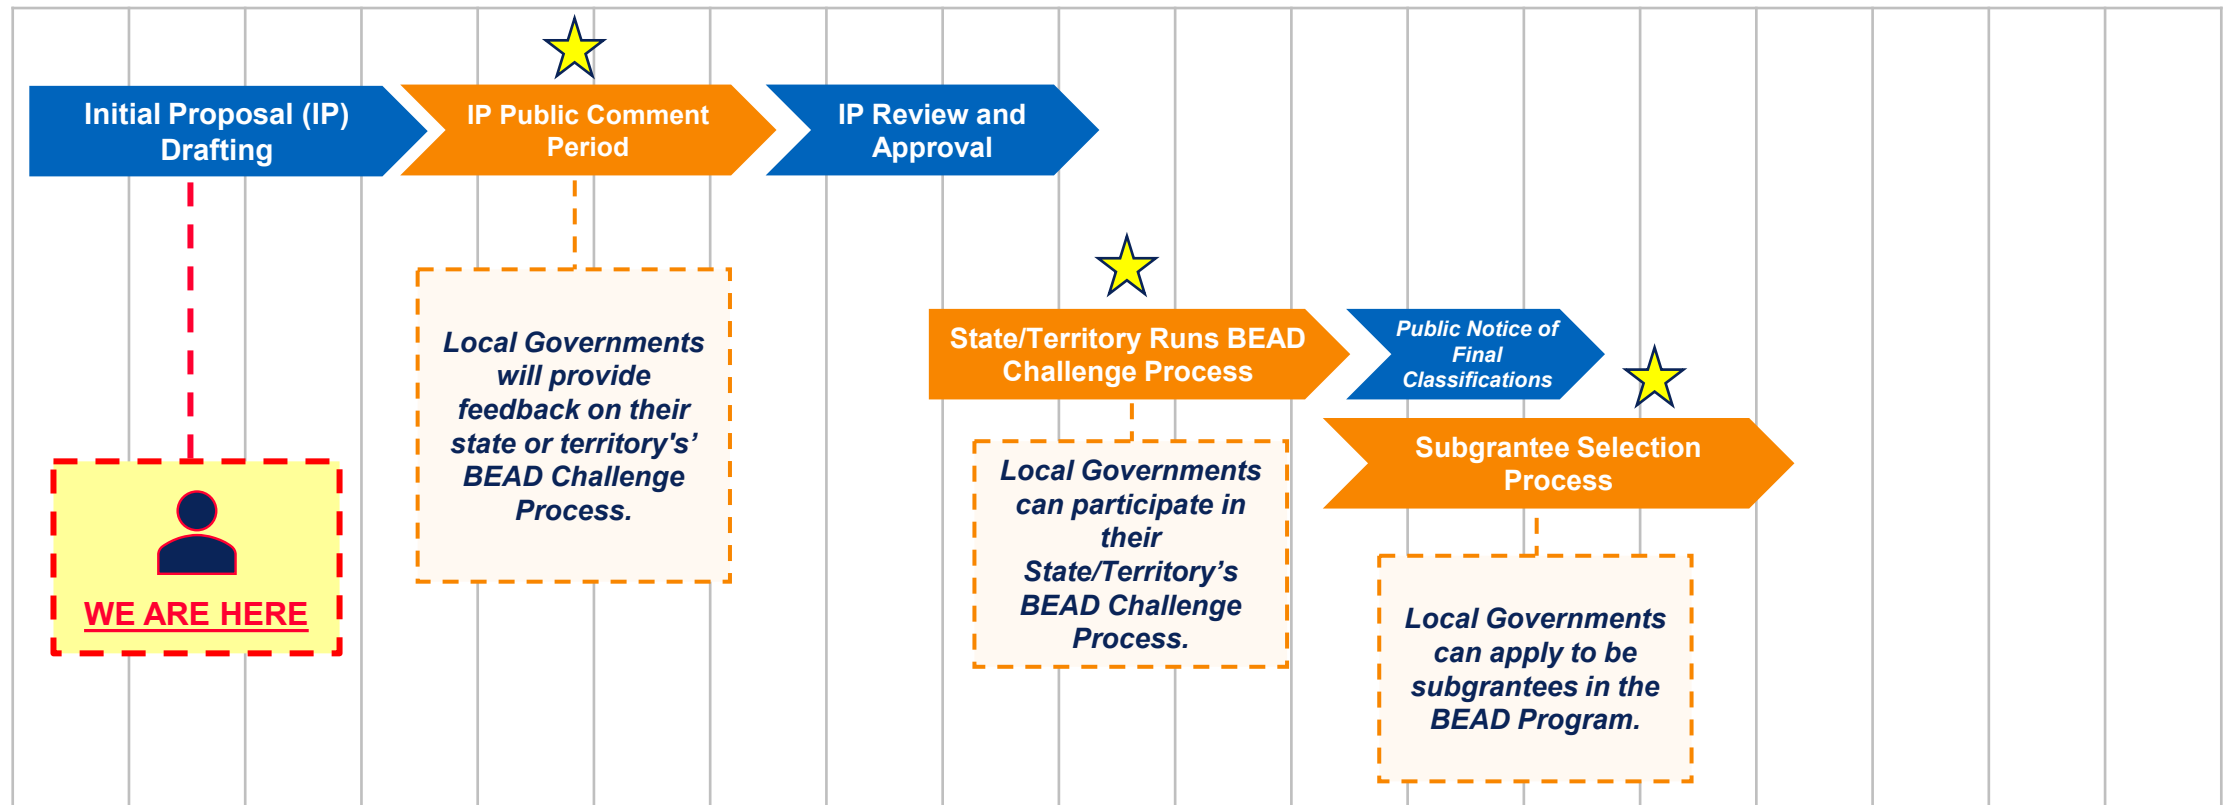 Initial Proposal (IP)
Drafting
IP Public Comment
Period
IP Review and
Approval
WE ARE HERE
Local Governments
will provide
feedback on their
state or territory's’
BEAD Challenge
Process.
State/Territory Runs BEAD
Challenge Process
Public Notice of
Final
Classifications
Local Governments
can participate in
their
State/Territory’s
BEAD Challenge
Process.
Subgrantee Selection
Process
Local Governments
can apply to be
subgrantees in the
BEAD Program.